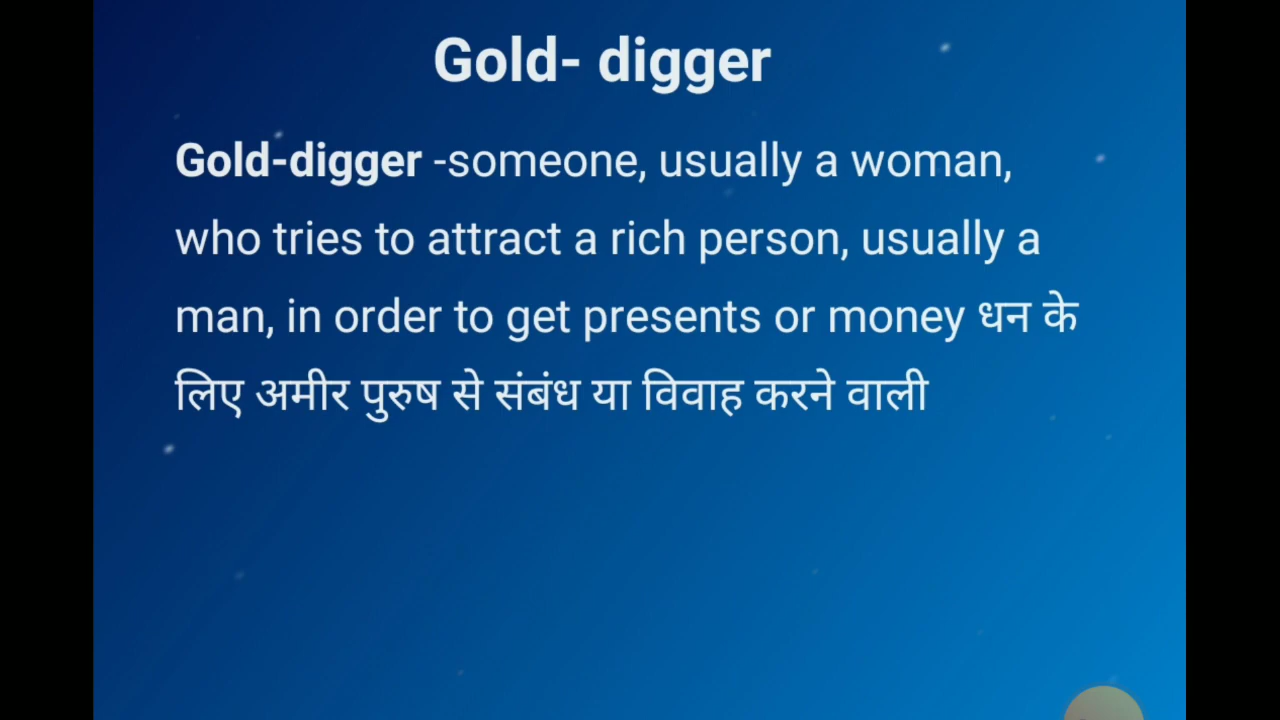 Gold- digger
Gold-digger -someone, usually a woman,
who tries to attract a rich person, usually a
man, in order to get presents or money धन के
लिए अमीर पुरुष से संबंध या विवाह करने वाली